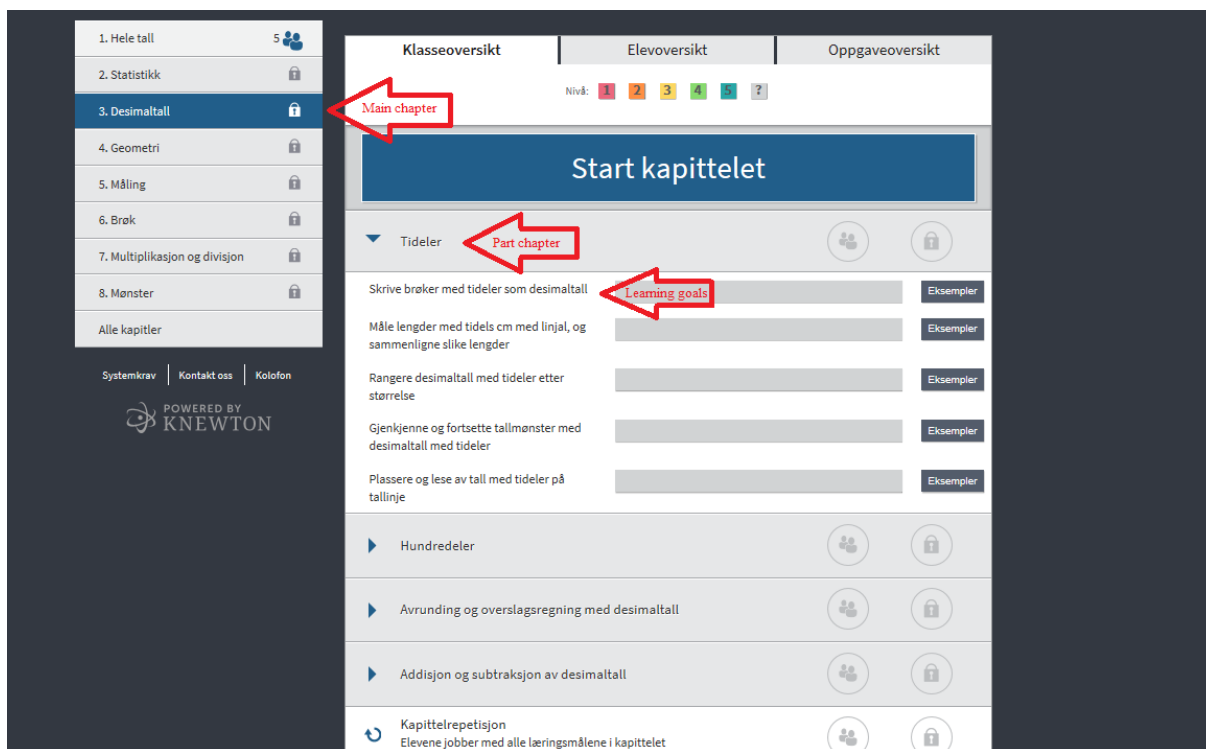 1. Hele tall 5
2. Statistikk
3. Desimaltall
4. Geometri
5. Måling
6. Brøk
7. Multiplikasjon og divisjon
8. Mønster
Alle kapitler
Systemkrav Kontakt oss Kolofon
POWERED BY
KNEWTON
Klasseoversikt Elevoversikt Oppgaveoversikt
Nivå: 1 2 3 4 5 ?
Main chapter
Start kapittelet
Tideler Part chapter
Skrive brøker med tideler som desimaltall Learning goals Eksempler
Måle lengder med tidels cm med linjal, og Eksempler
sammenligne slike lengder
Rangere desimaltall med tideler etter Eksempler
størrelse
Gjenkjenne og fortsette tallmønster med Eksempler
desimaltall med tideler
Plassere og lese av tall med tideler på Eksempler
tallinje
Hundredeler
Avrunding og overslagsregning med desimaltall
Addisjon og subtraksjon av desimaltall
Kapittelrepetisjon
Elevene jobber med alle læringsmålene i kapittelet